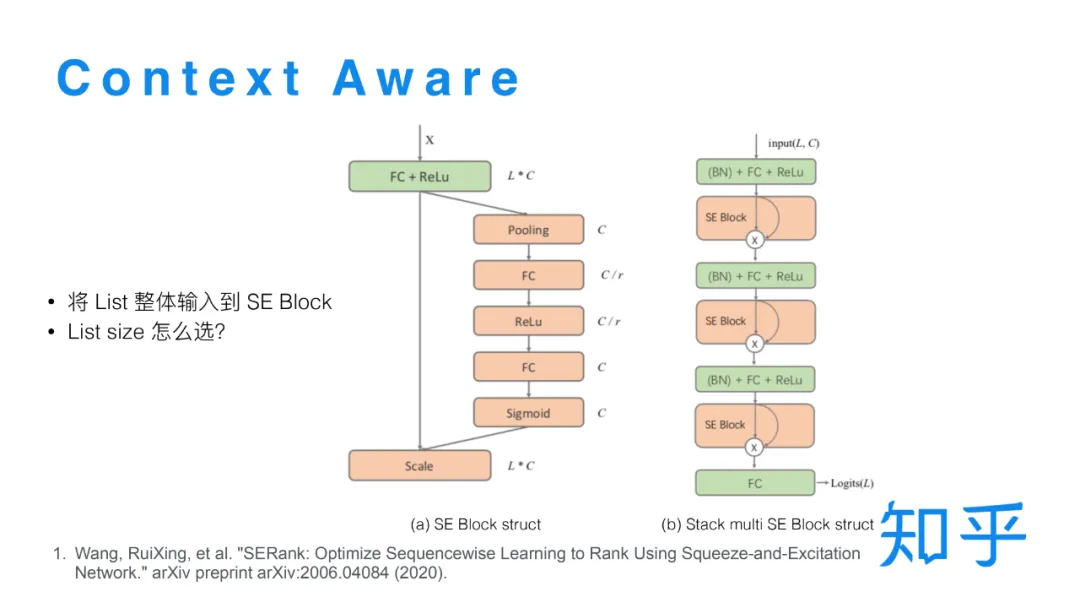 Context Aware
• 将 List 整体输入到 SE Block
• List size 怎么选?
X
FC + ReLu
L * C
Pooling
C
FC
C / r
ReLu
C / r
FC
C
Sigmoid
C
Scale
L * C
(a) SE Block struct
input(L, C)
(BN) + FC + ReLu
SE Block
X
(BN) + FC + ReLu
SE Block
X
(BN) + FC + ReLu
SE Block
X
FC
Logits(L)
(b) Stack multi SE Block struct
知乎
1. Wang, RuiXing, et al. "SERank: Optimize Sequencewise Learning to Rank Using Squeeze-and-Excitation
Network." arXiv preprint arXiv:2006.04084 (2020).